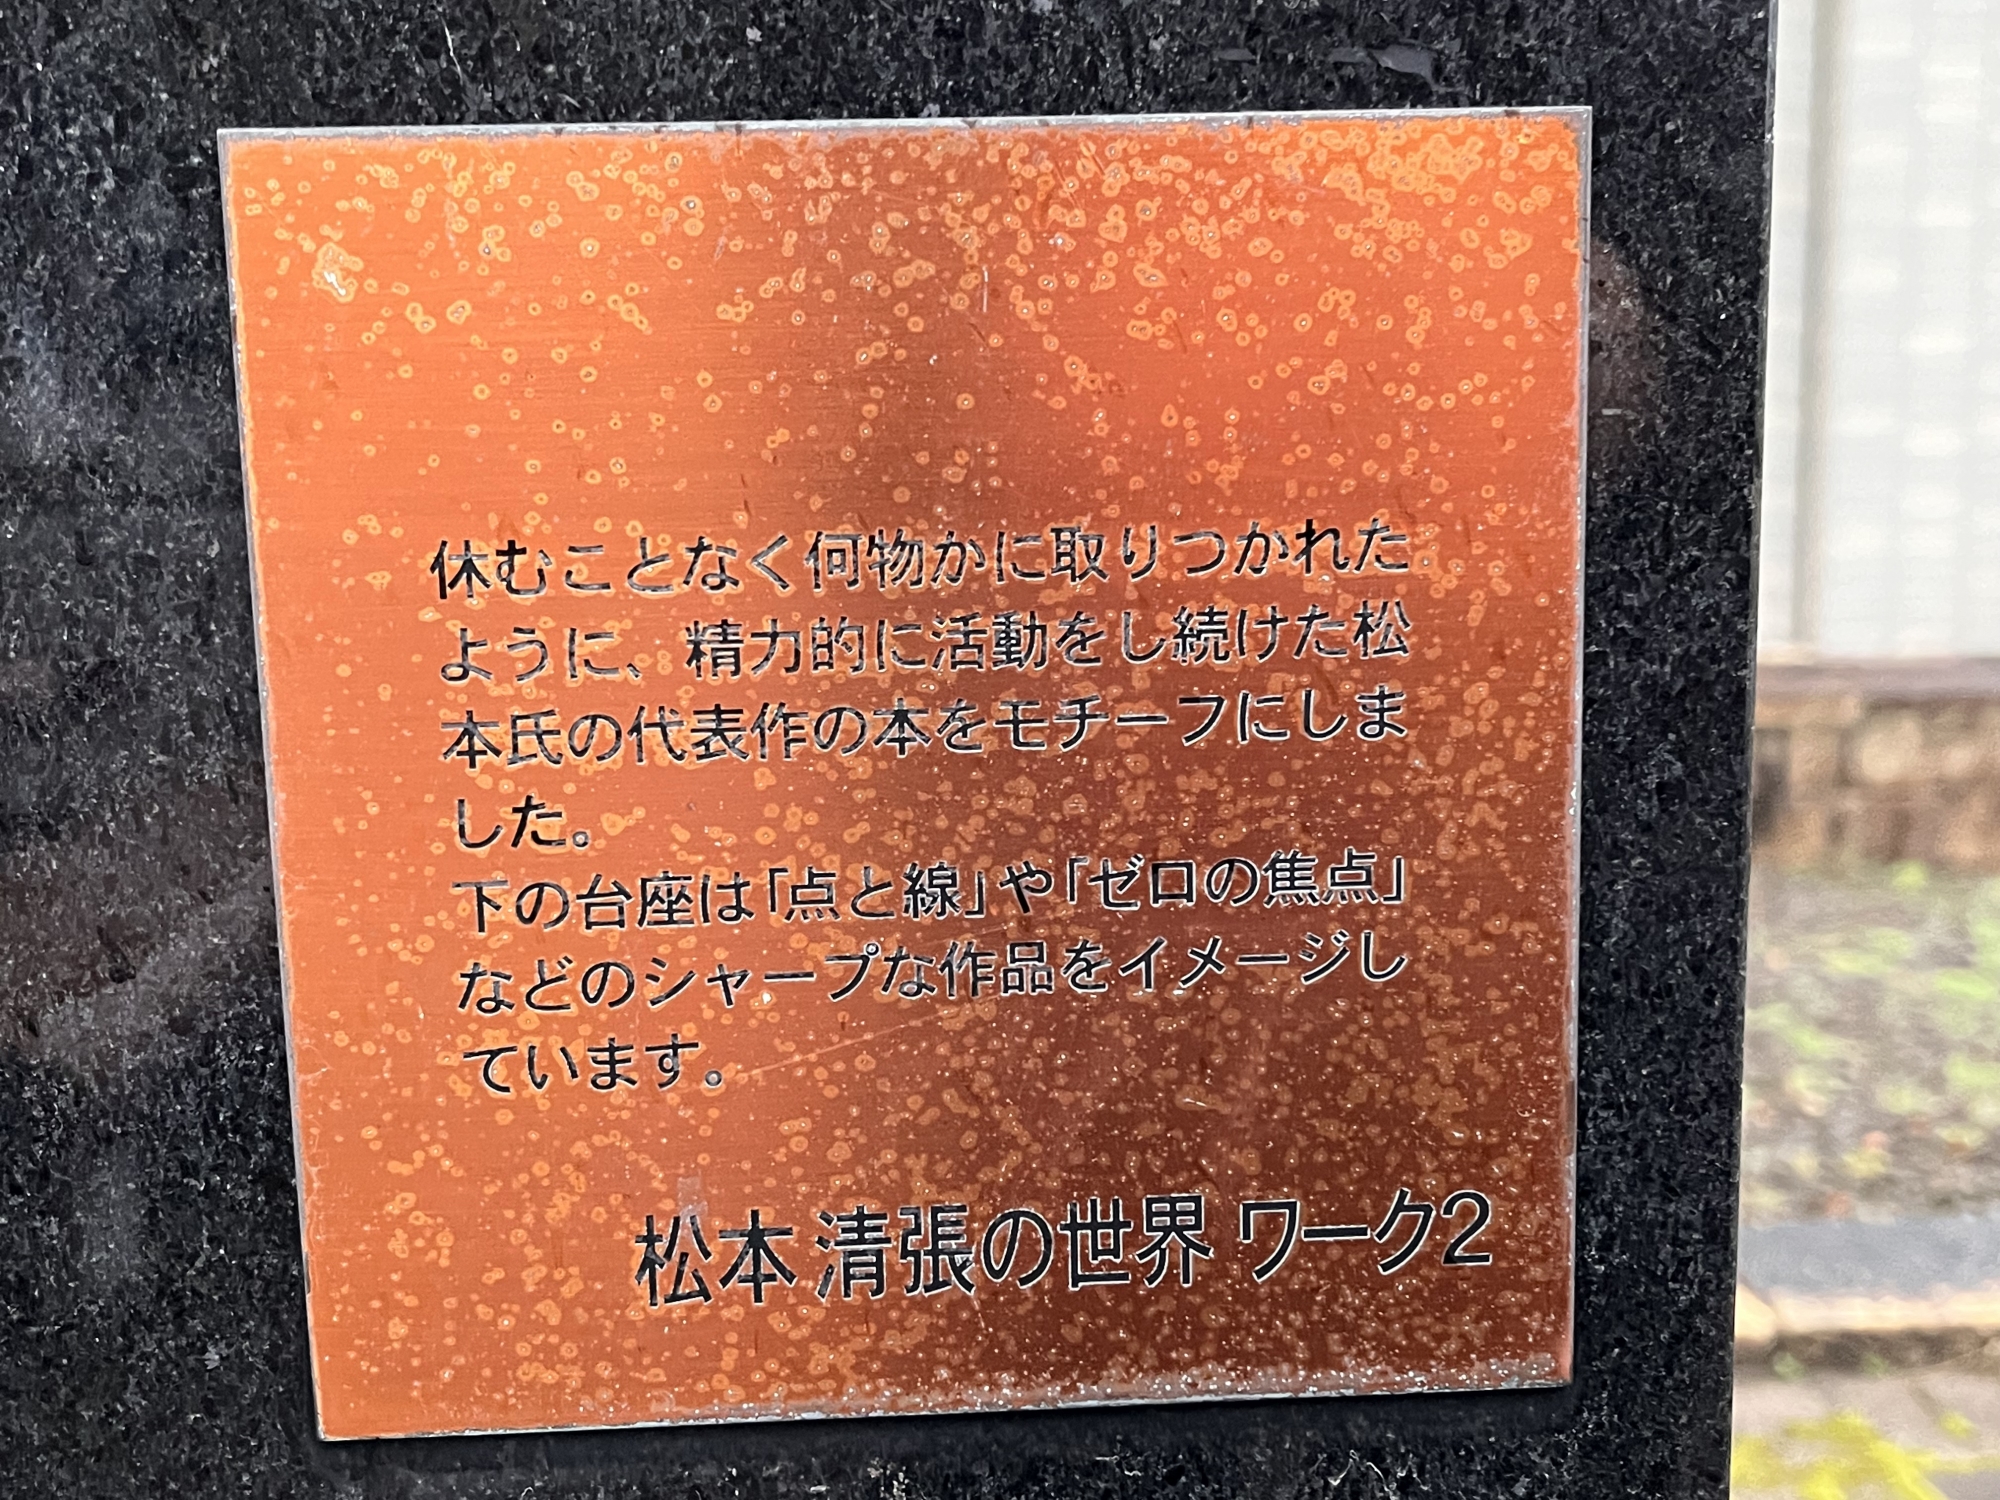 休むことなく何物かに取りつかれた
ように、精力的に活動をし続けた松
本氏の代表作の本をモチーフにしま
した。
下の台座は「点と線」や「ゼロの焦点」
などのシャープな作品をイメージし
ています。
松本 清張の世界 ワーク2